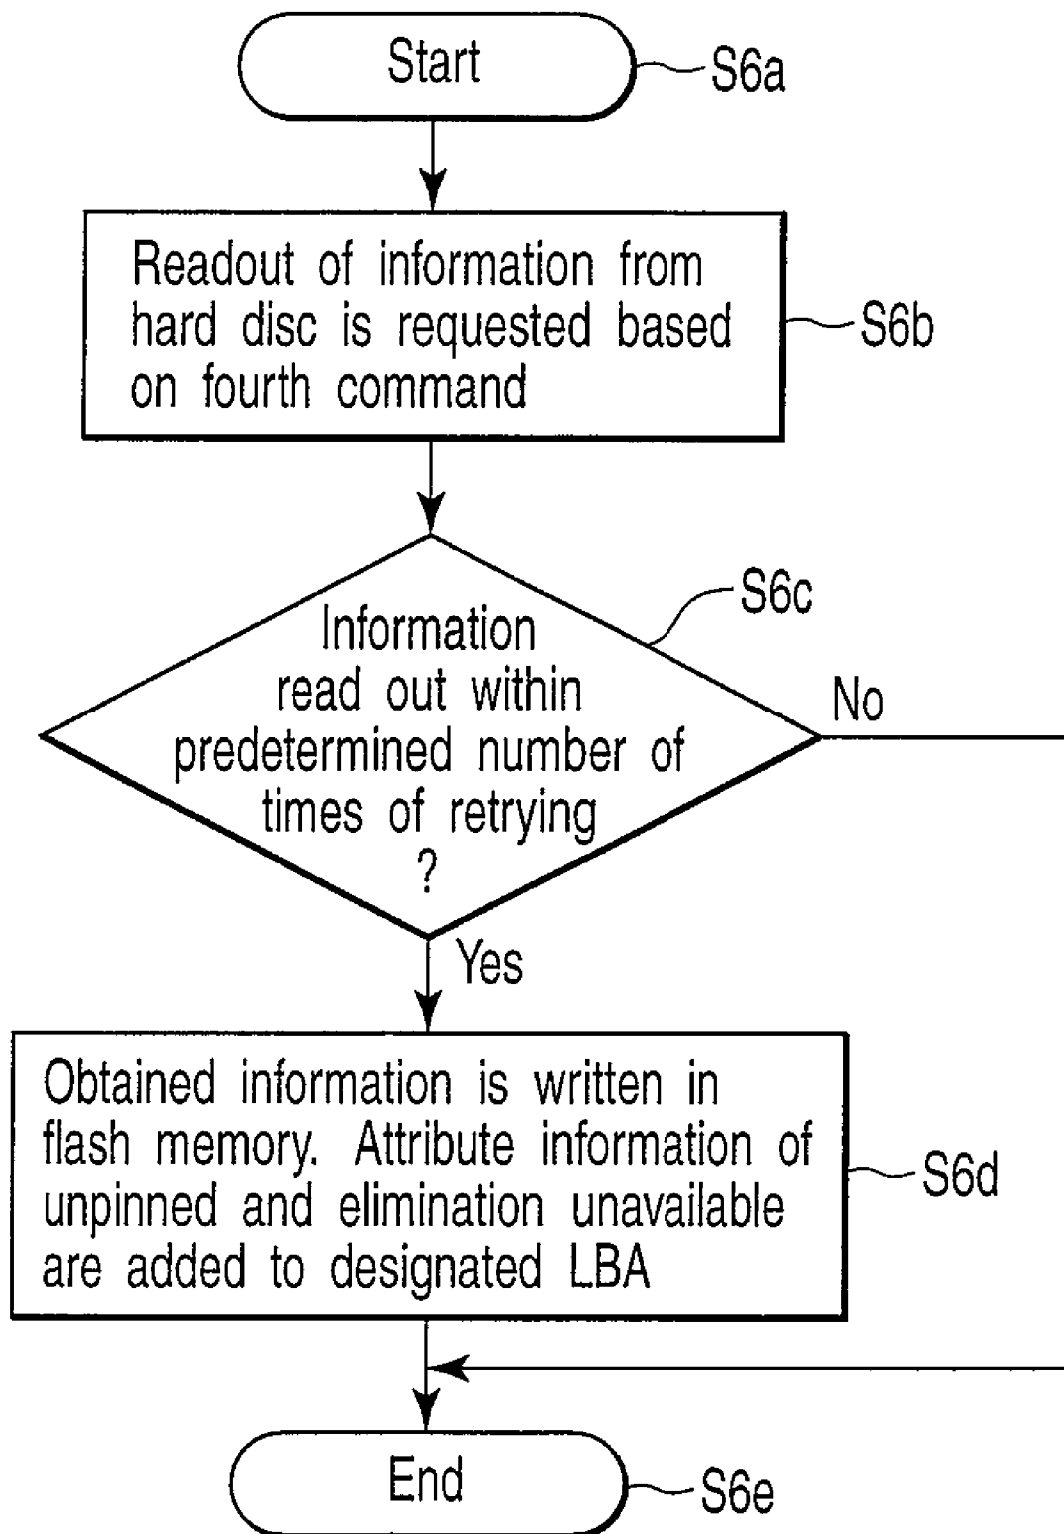 Start
S6a
Readout of information from
hard disc is requested based
on fourth command
S6b
S6c
Information
read out within
predetermined number of
times of retrying
?
No
Yes
Obtained information is written in
flash memory. Attribute information of
unpinned and elimination unavailable
are added to designated LBA
S6d
End
S6e